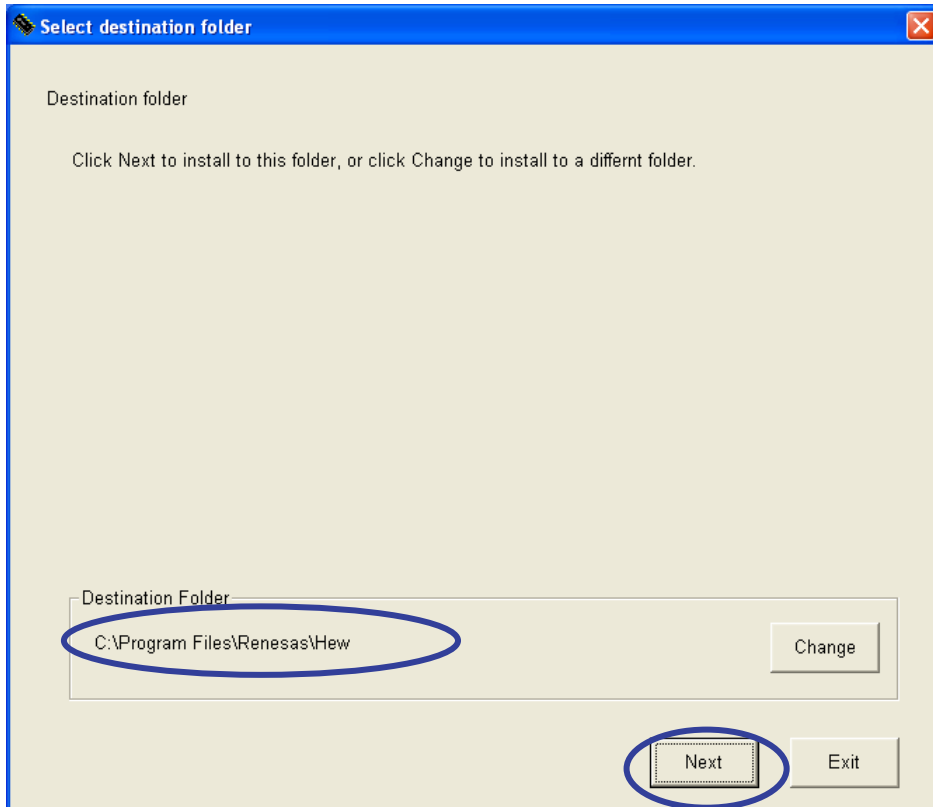 Select destination folder
Destination folder
Click Next to install to this folder, or click Change to install to a differnt folder.
Destination Folder
C:\Program Files\Renesas\Hew
Change
Next
Exit